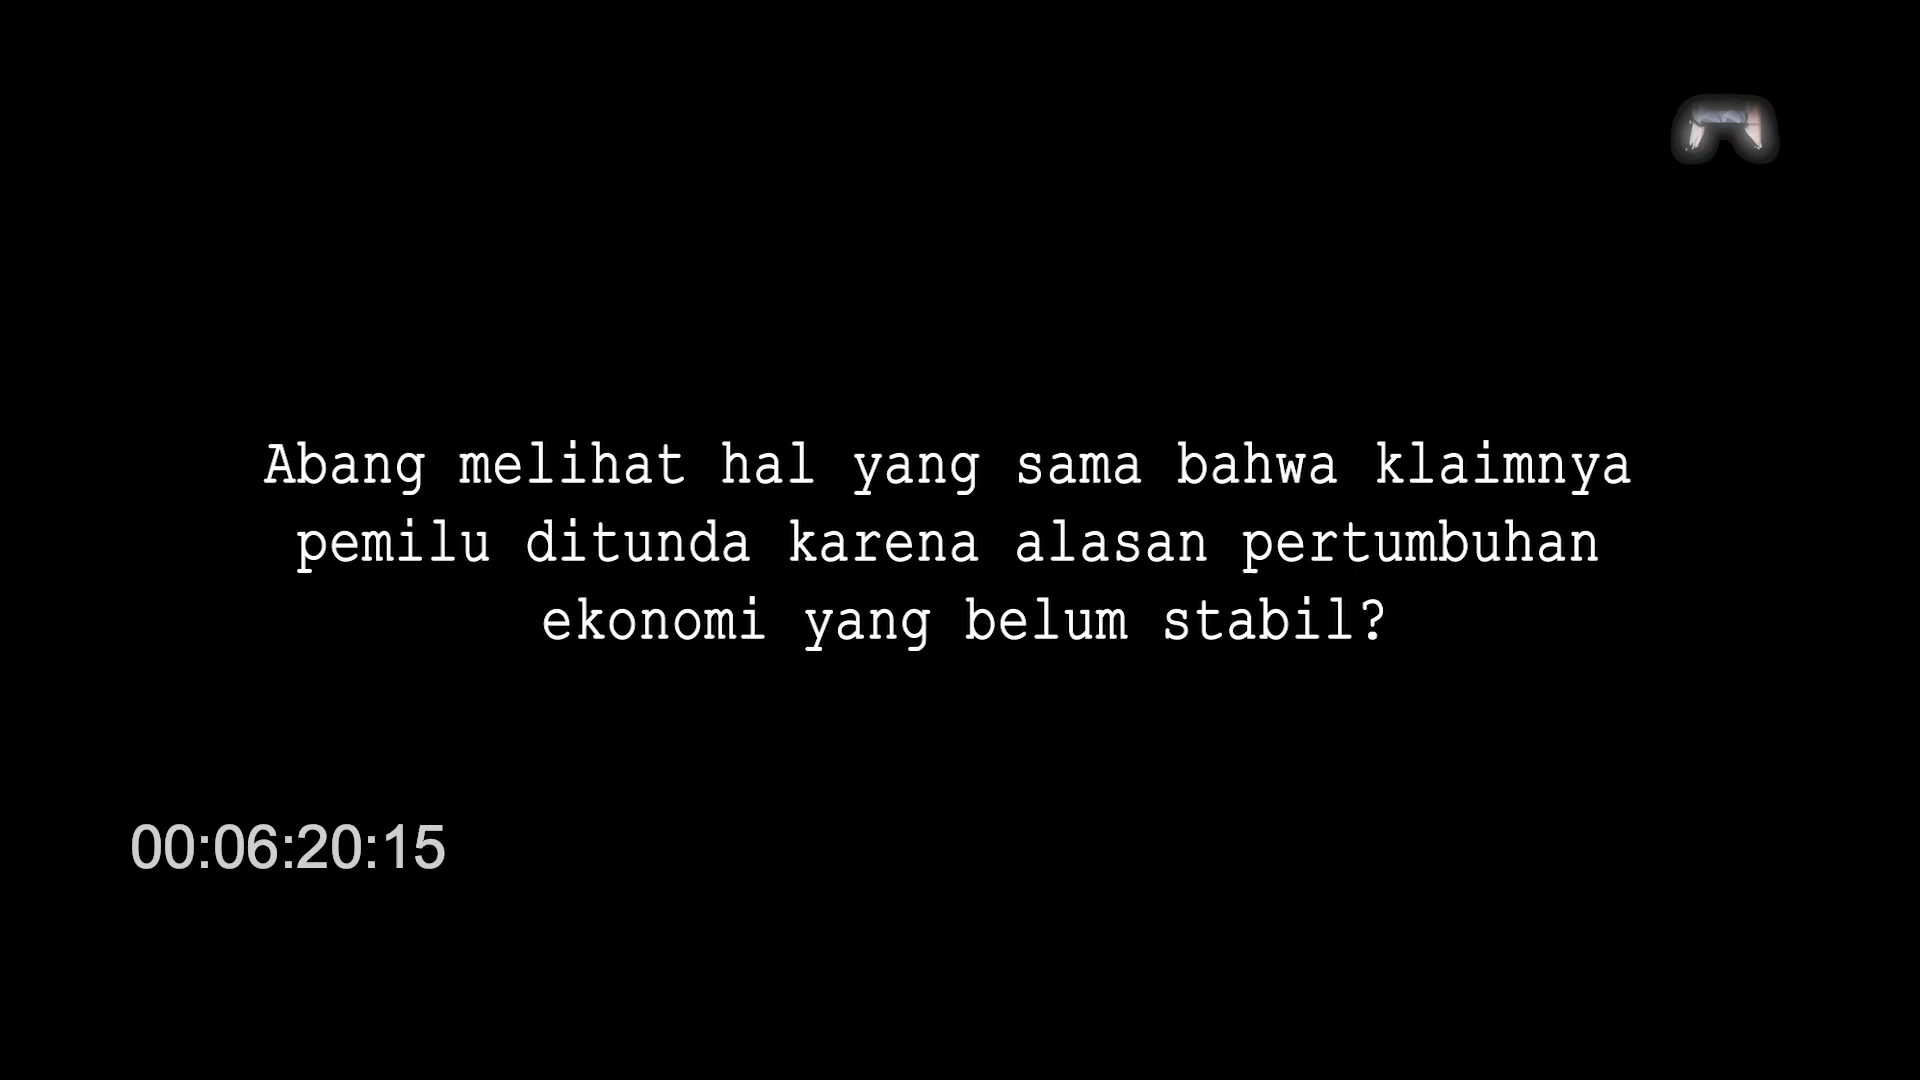 Abang melihat hal yang sama bahwa klaimnya
pemilu ditunda karena alasan pertumbuhan
ekonomi yang belum stabil?
00:06:20:15